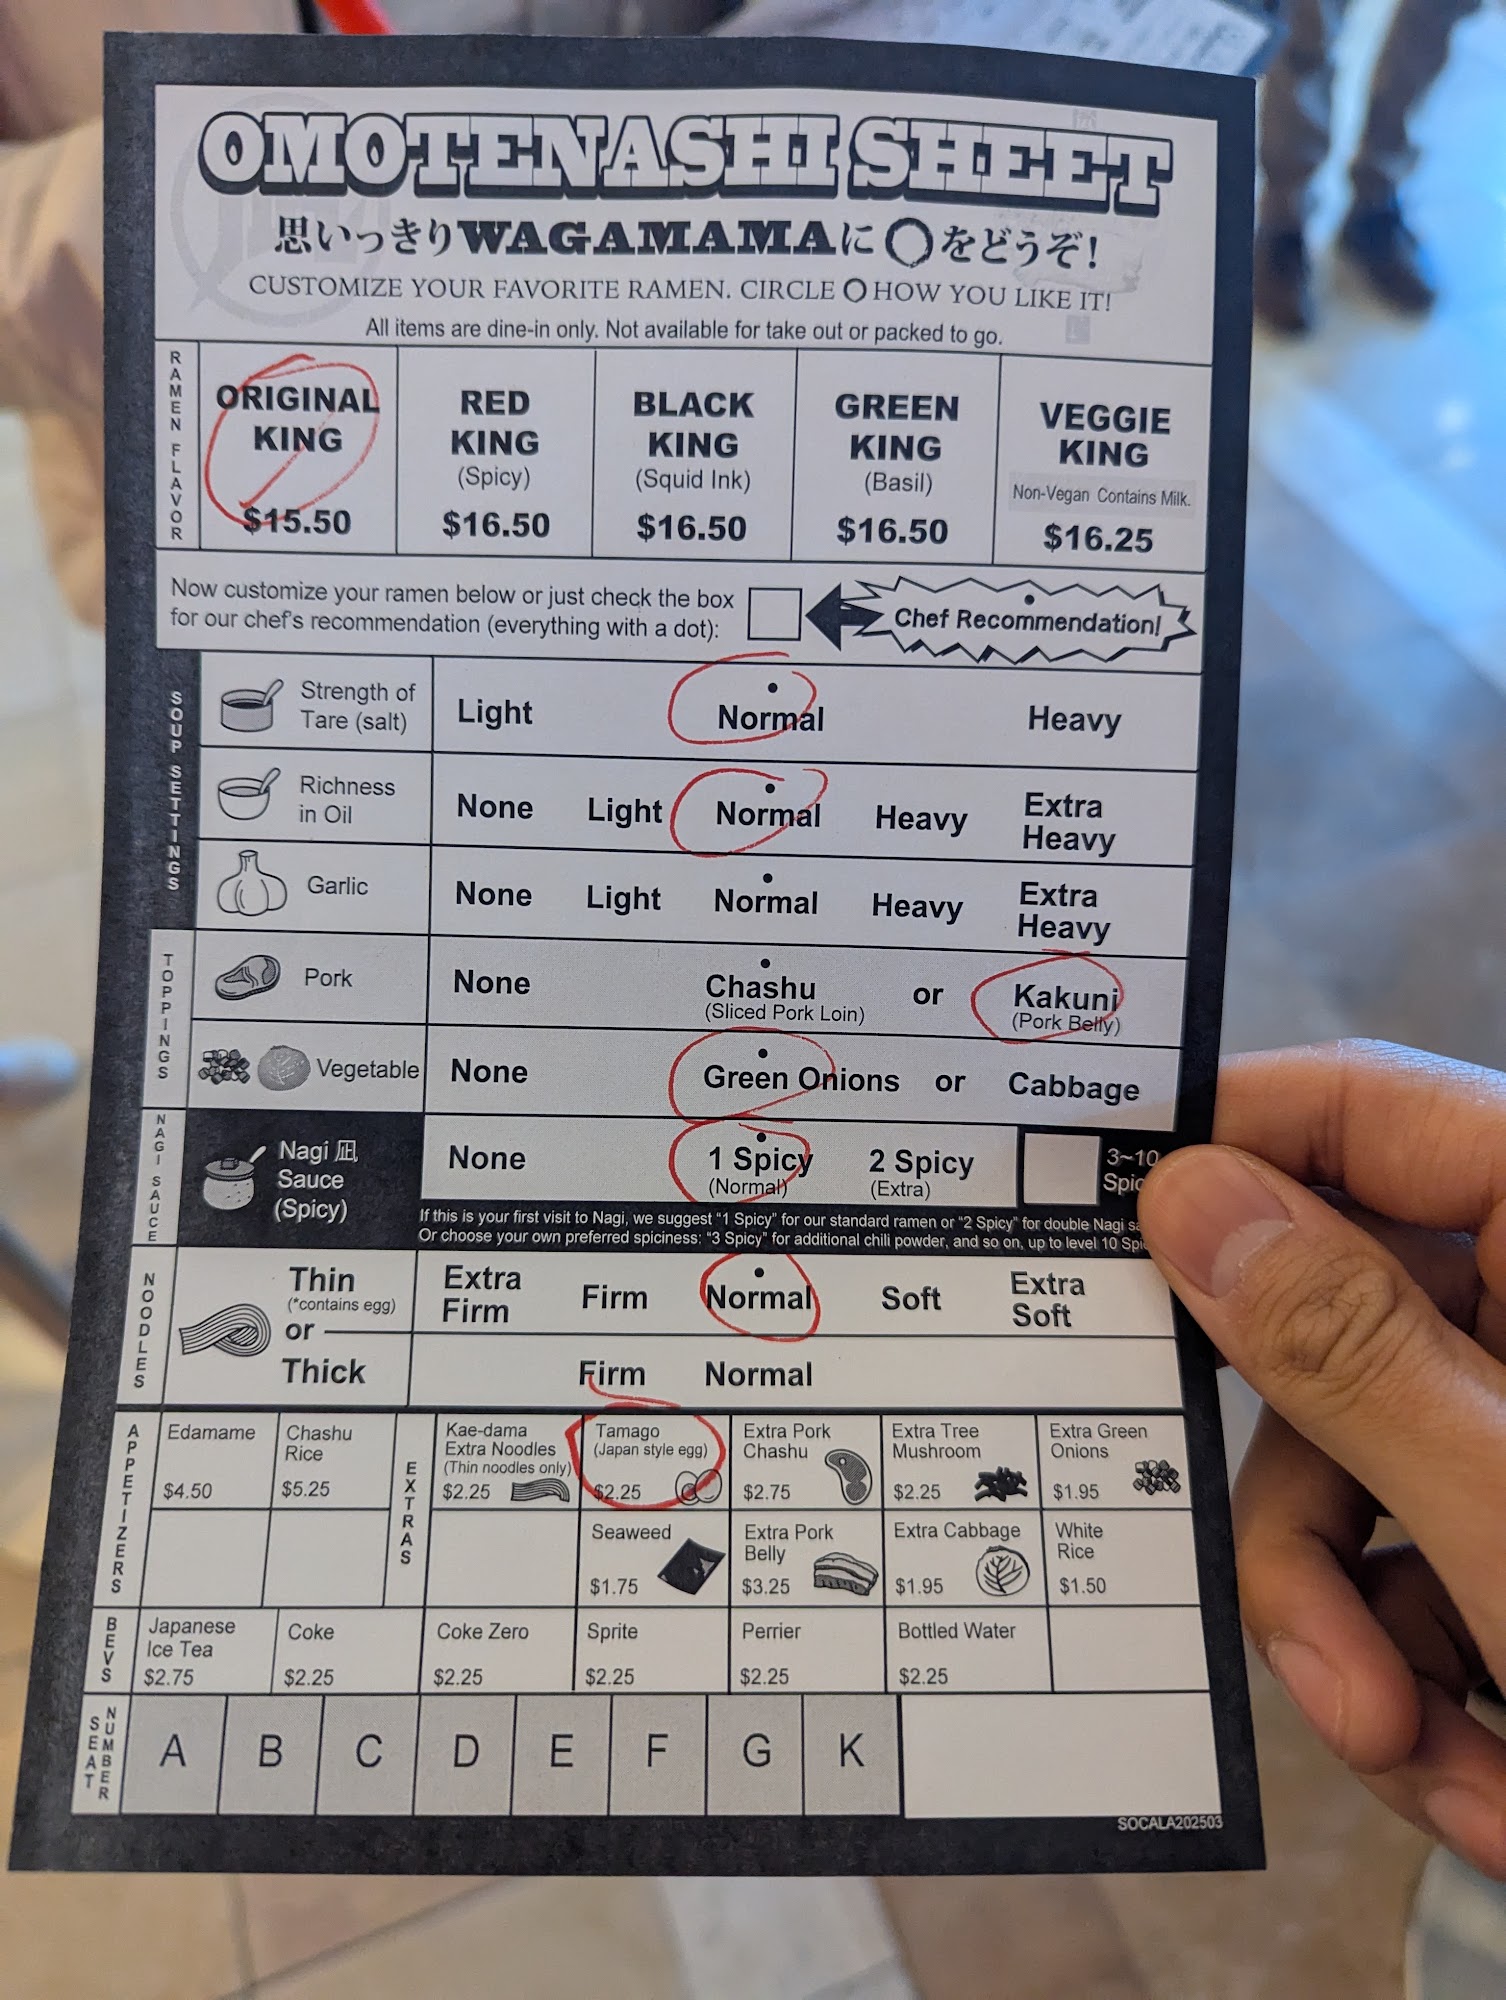 OMOTENASHI SHEET
思いっきりWAGAMAMAに〇をどうぞ!
CUSTOMIZE YOUR FAVORITE RAMEN. CIRCLE O HOW YOU LIKE IT!
All items are dine-in only. Not available for take out or packed to go.
RAMEN FLAVOR
ORIGINAL KING
$15.50
RED KING
(Spicy)
$16.50
BLACK KING
(Squid Ink)
$16.50
GREEN KING
(Basil)
$16.50
VEGGIE KING
Non-Vegan Contains Milk.
$16.25
Now customize your ramen below or just check the box
for our chef's recommendation (everything with a dot):
Chef Recommendation!
SOUP SETTINGS
Strength of Tare (salt)
Light Normal Heavy
Richness in Oil
None Light Normal Heavy Extra Heavy
Garlic
None Light Normal Heavy Extra Heavy
TOPPINGS
Pork
None Chashu (Sliced Pork Loin) or Kakuni (Pork Belly)
Vegetable
None Green Onions or Cabbage
NAGI SAUCE
Nagi 凪 Sauce (Spicy)
None 1 Spicy (Normal) 2 Spicy (Extra) 3~10
If this is your first visit to Nagi, we suggest "1 Spicy" for our standard ramen or "2 Spicy" for double Nagi
Or choose your own preferred spiciness: "3 Spicy" for additional chili powder, and so on, up to level 10
NOODLES
Thin
(*contains egg)
or
Thick
Extra Firm Firm Normal Soft Extra Soft
Firm Normal
APPETIZERS
Edamame
$4.50
Chashu Rice
$5.25
EXTRAS
Kae-dama
Extra Noodles
(Thin noodles only)
$2.25
Tamago
(Japan style egg)
$2.25
Extra Pork Chashu
$2.75
Extra Tree Mushroom
$2.25
Extra Green Onions
$1.95
Seaweed
$1.75
Extra Pork Belly
$3.25
Extra Cabbage
$1.95
White Rice
$1.50
BEVS
Japanese Ice Tea
$2.75
Coke
$2.25
Coke Zero
$2.25
Sprite
$2.25
Perrier
$2.25
Bottled Water
$2.25
SEAT NUMBER
A B C D E F G K
SOCALA202503